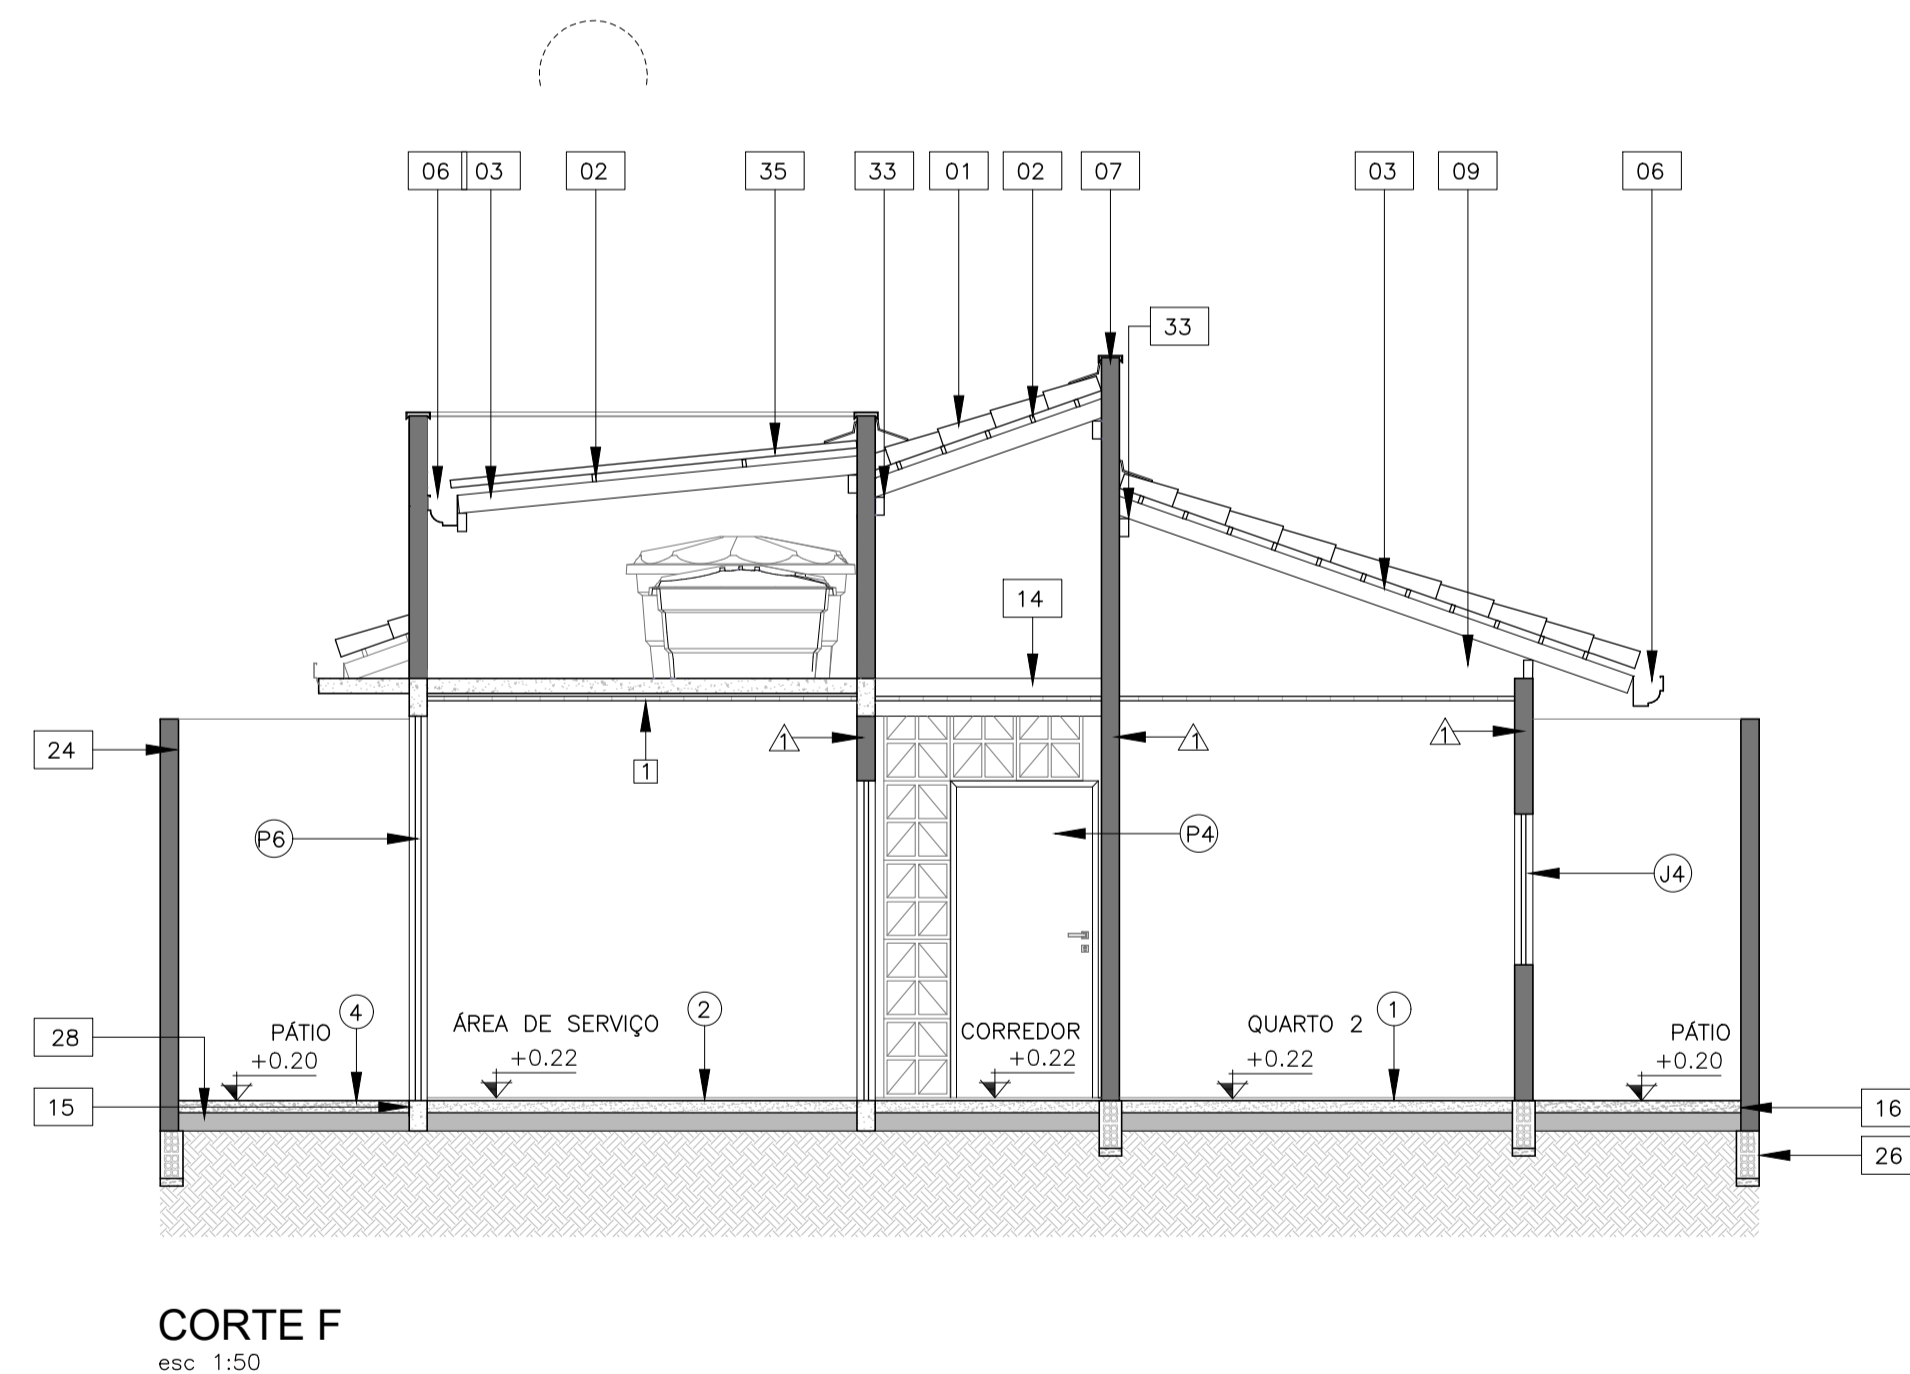 06 03 02 35 33 01 02 07 03 09 06
33
14
24 1 1 1
1
P6 P4
J4
28 PÁTIO 4 ÁREA DE SERVIÇO 2 CORREDOR QUARTO 2 1 PÁTIO
+0.20 +0.22 +0.22 +0.22 +0.20
15 16
26
CORTE F
esc 1:50